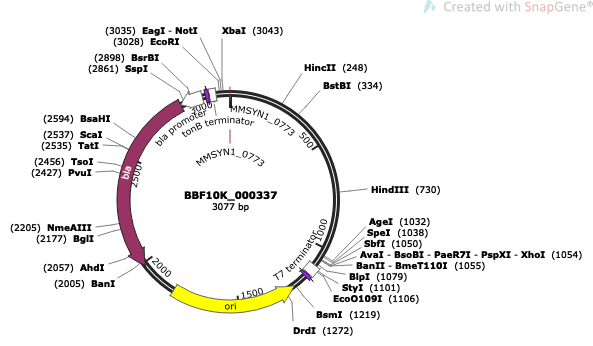 Created with SnapGene®
(3035) EagI - NotI
(3028) EcoRI
(2898) BsrBI
(2861) SspI
XbaI (3043)
HincII (248)
BstBI (334)
HindIII (730)
AgeI (1032)
SpeI (1038)
SbfI (1050)
AvaI - BsoBI - PaeR7I - PspXI - XhoI (1054)
BanII - BmeT110I (1055)
BlpI (1079)
StyI (1101)
EcoO109I (1106)
BsmI (1219)
DrdI (1272)
(2594) BsaHI
(2537) ScaI
(2535) TatI
(2456) TsoI
(2427) PvuI
(2205) NmeAIII
(2177) BglI
(2057) AhdI
(2005) BanI
bla promoter
tonB terminator
MMSYN1_0773
MMSYN1_0773
T7 terminator
bla
ori
500
1000
1500
2000
2500
3000
BBF10K_000337
3077 bp